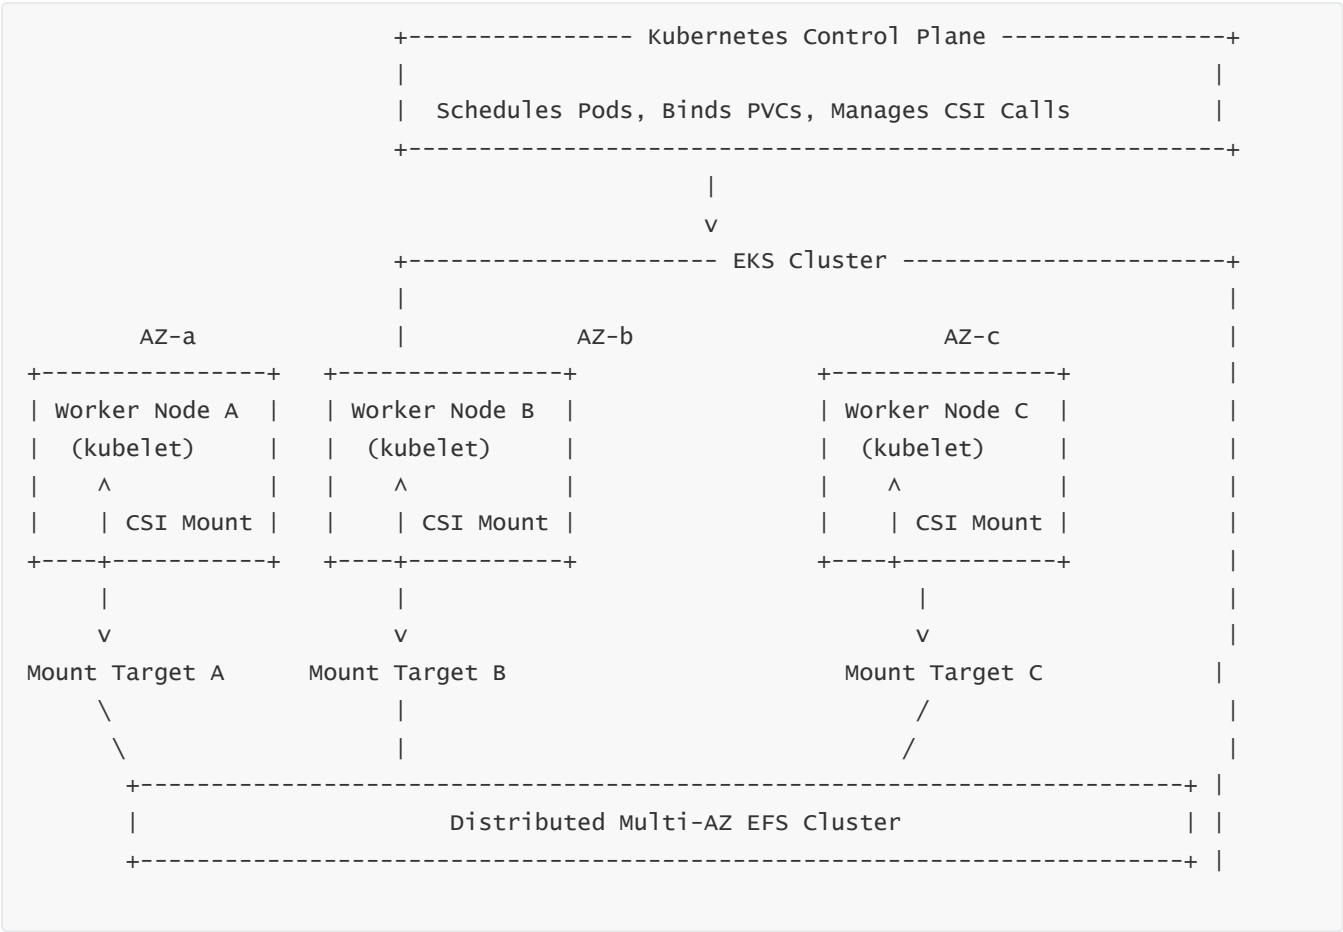 +---------------- Kubernetes Control Plane ----------------+
|                                                          |
|  Schedules Pods, Binds PVCs, Manages CSI Calls          |
+----------------------------------------------------------+
                      |
                      v
+---------------------- EKS Cluster -----------------------+
|                                                           |
        AZ-a              |            AZ-b                      AZ-c                |
+----------------+   +----------------+                 +----------------+           |
| Worker Node A  |   | Worker Node B  |                 | Worker Node C  |           |
|  (kubelet)     |   |  (kubelet)     |                 |  (kubelet)     |           |
|    ^           |   |    ^           |                 |    ^           |           |
|    | CSI Mount |   |    | CSI Mount |                 |    | CSI Mount |           |
+----+-----------+   +----+-----------+                 +----+-----------+           |
     |                    |                                    |                     |
     v                    v                                    v                     |
Mount Target A      Mount Target B                        Mount Target C            |
     \                    |                                    /                     |
      \                   |                                   /                      |
       +--------------------------------------------------------------------------+ |
       |                      Distributed Multi-AZ EFS Cluster                    | |
       +--------------------------------------------------------------------------+ |